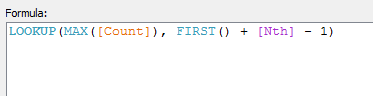 Formula:
LOOKUP(MAX([Count]), FIRST() + [Nth] - 1)